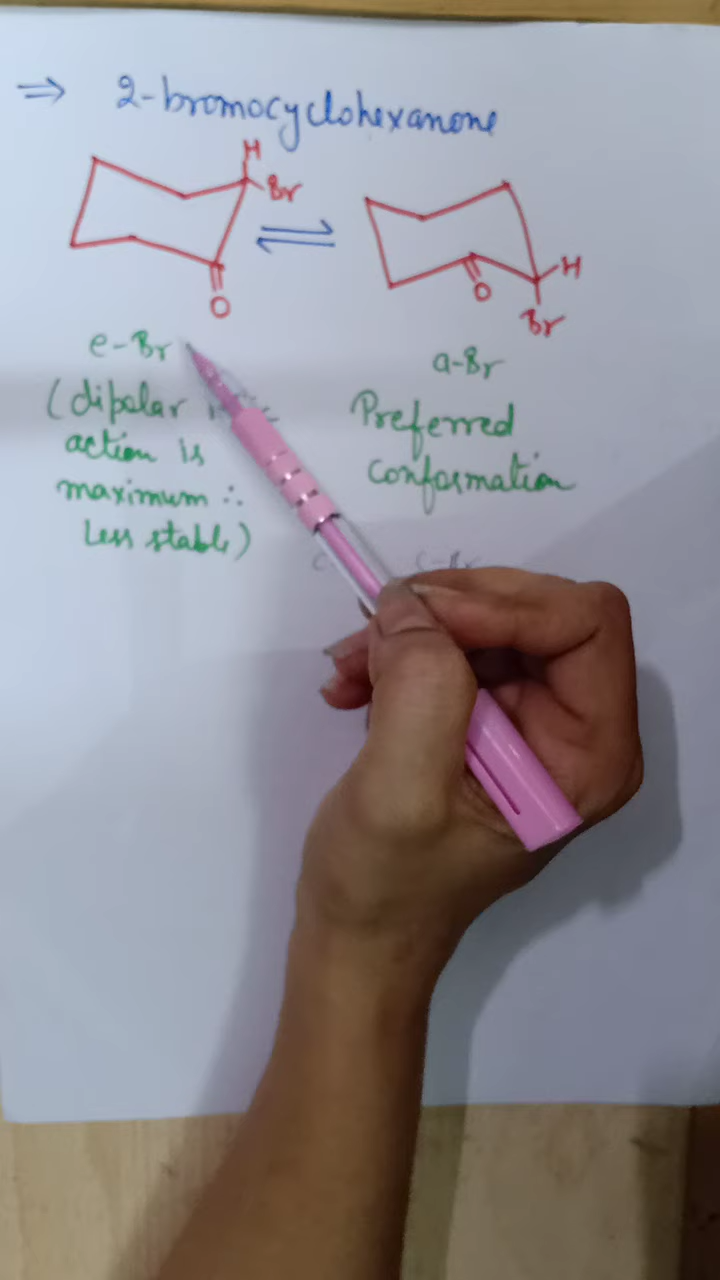 ⇒ 2-bromocyclohexanone
H
Br
O
H
O
Br
e-Br
(dipolar
action is
maximum ∴
Less stable)
a-Br
Preferred
conformation